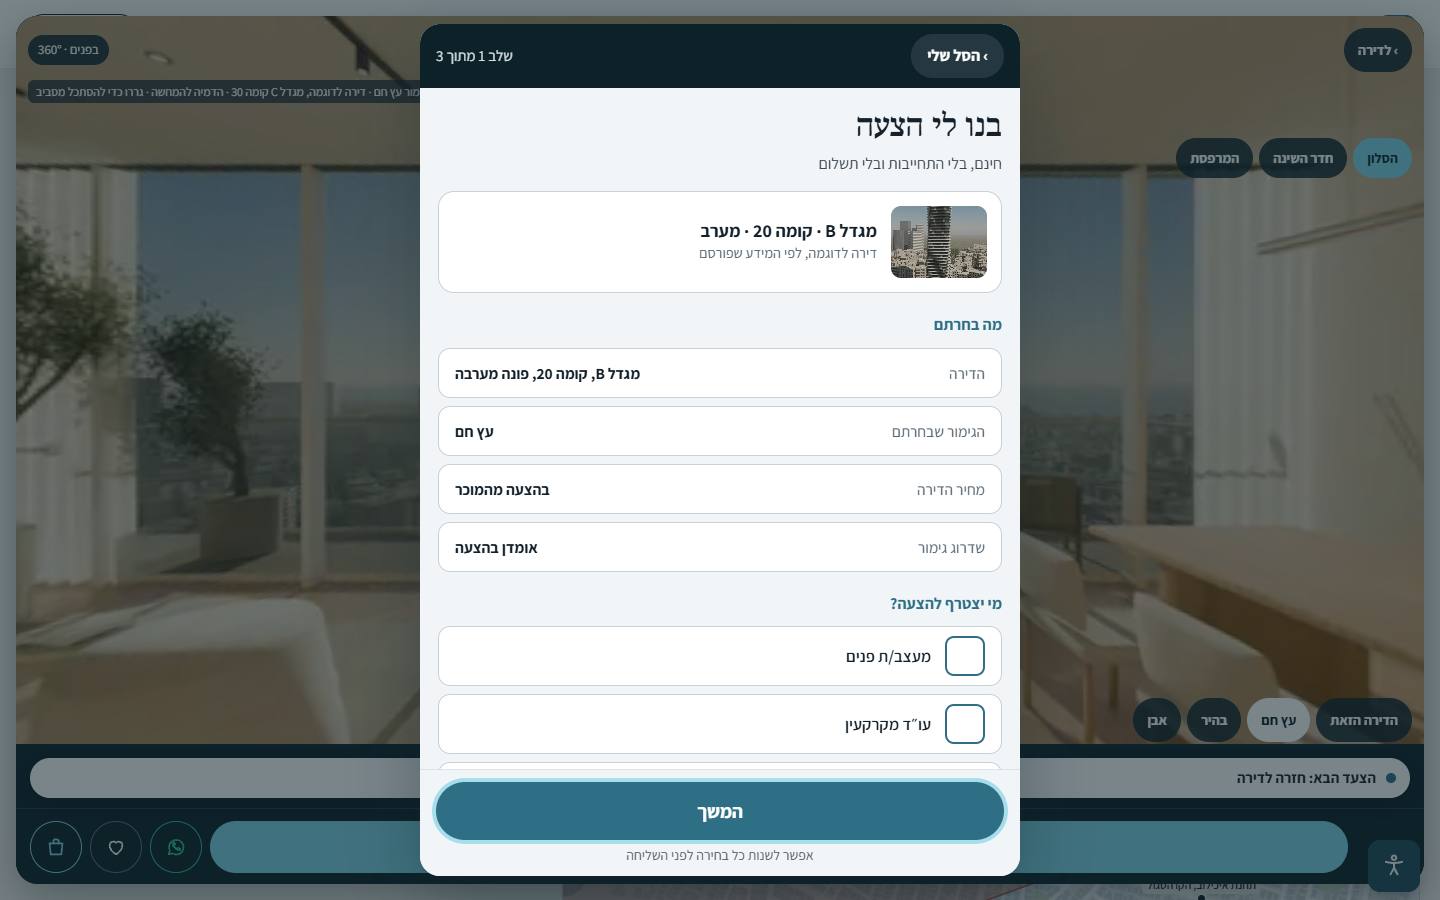 ‹ הסל שלי
שלב 1 מתוך 3
בנו לי הצעה
חינם, בלי התחייבות ובלי תשלום
מגדל B · קומה 20 · מערב
דירה לדוגמה, לפי המידע שפורסם
מה בחרתם
הדירה
מגדל B, קומה 20, פונה מערבה
הגימור שבחרתם
עץ חם
מחיר הדירה
בהצעה מהמוכר
שדרוג גימור
אומדן בהצעה
מי יצטרף להצעה?
מעצב/ת פנים
עו״ד מקרקעין
המשך
אפשר לשנות כל בחירה לפני השליחה
‹ לדירה
בפנים · 360°
עץ חם · דירה לדוגמה, מגדל C קומה 30 · הדמיה להמחשה · גררו כדי להסתכל מסביב
הסלון
חדר השינה
המרפסת
הדירה הזאת
עץ חם
בהיר
אבן
הצעד הבא: חזרה לדירה